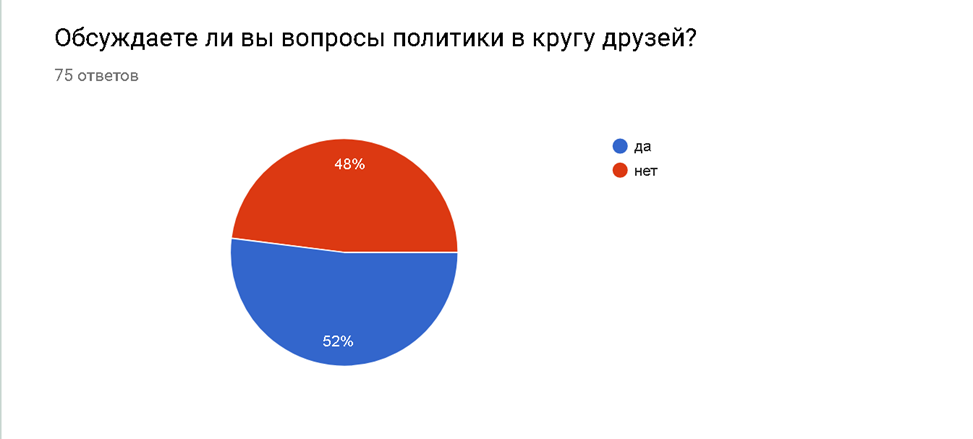 Обсуждаете ли вы вопросы политики в кругу друзей?
75 ответов
48%
52%
да
нет